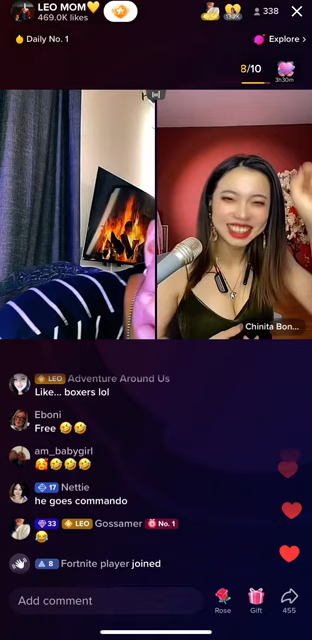 LEO MOM💛
469.0K likes
338
Daily No. 1
Explore >
8/10
3h30m
Chinita Bon...
LEO Adventure Around Us
Like... boxers lol
Eboni
Free 🤣🤣
am_babygirl
🥰🤣🤣🤣
17 Nettie
he goes commando
33 LEO Gossamer No. 1
😂
8 Fortnite player joined
Add comment
Rose
Gift
455